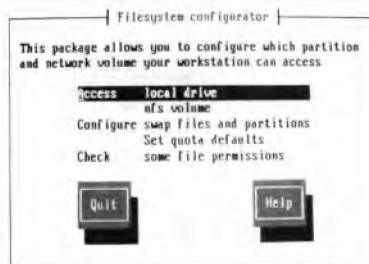 Filesystem configurator
This package allows you to configure which partition
and network volume your workstation can access
Access local drive
nfs volume
Configure swap files and partitions
Set quota defaults
Check some file permissions
Quit Help